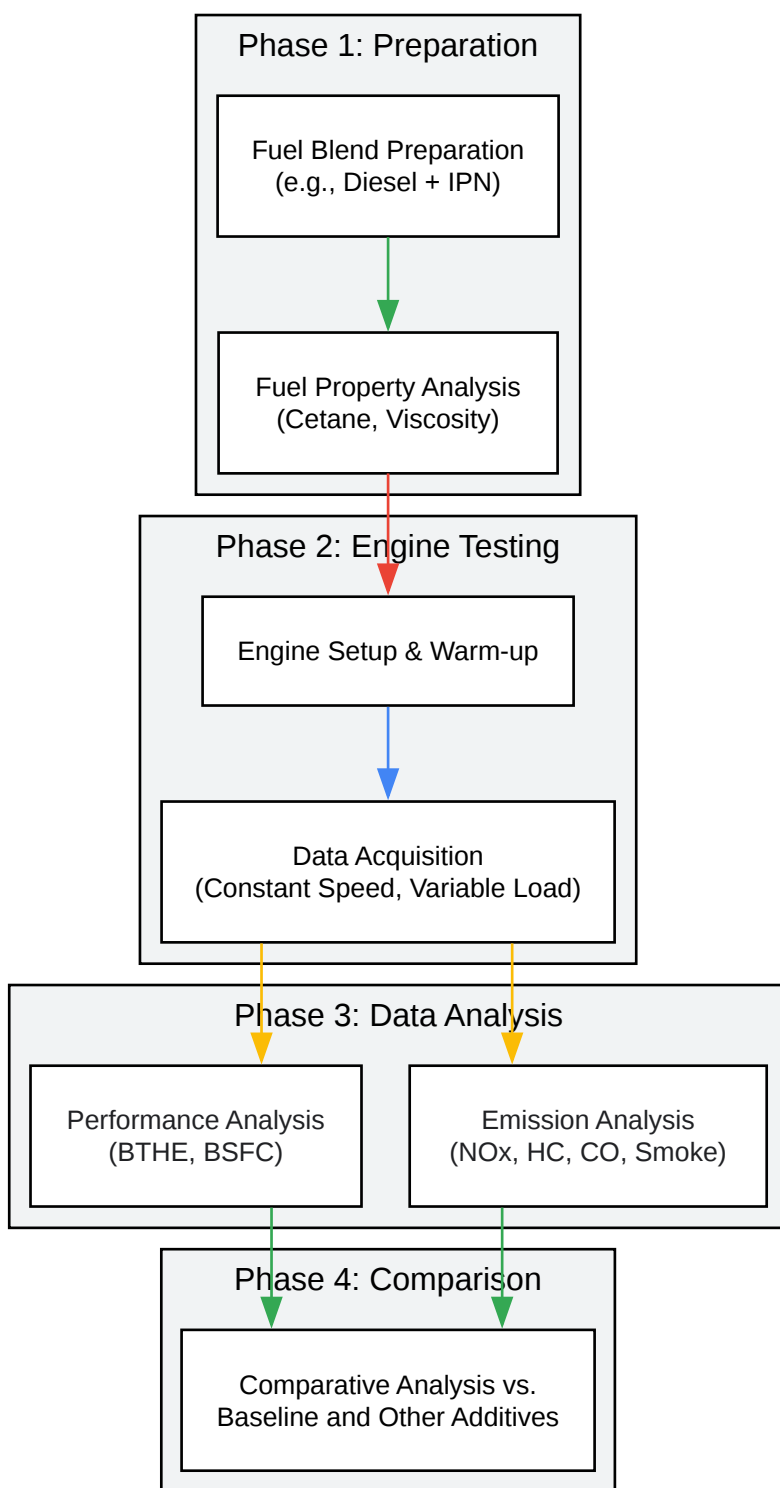 Phase 1: Preparation
Fuel Blend Preparation
(e.g., Diesel + IPN)
Fuel Property Analysis
(Cetane, Viscosity)
Phase 2: Engine Testing
Engine Setup & Warm-up
Data Acquisition
(Constant Speed, Variable Load)
Phase 3: Data Analysis
Performance Analysis
(BTHE, BSFC)
Emission Analysis
(NOx, HC, CO, Smoke)
Phase 4: Comparison
Comparative Analysis vs.
Baseline and Other Additives